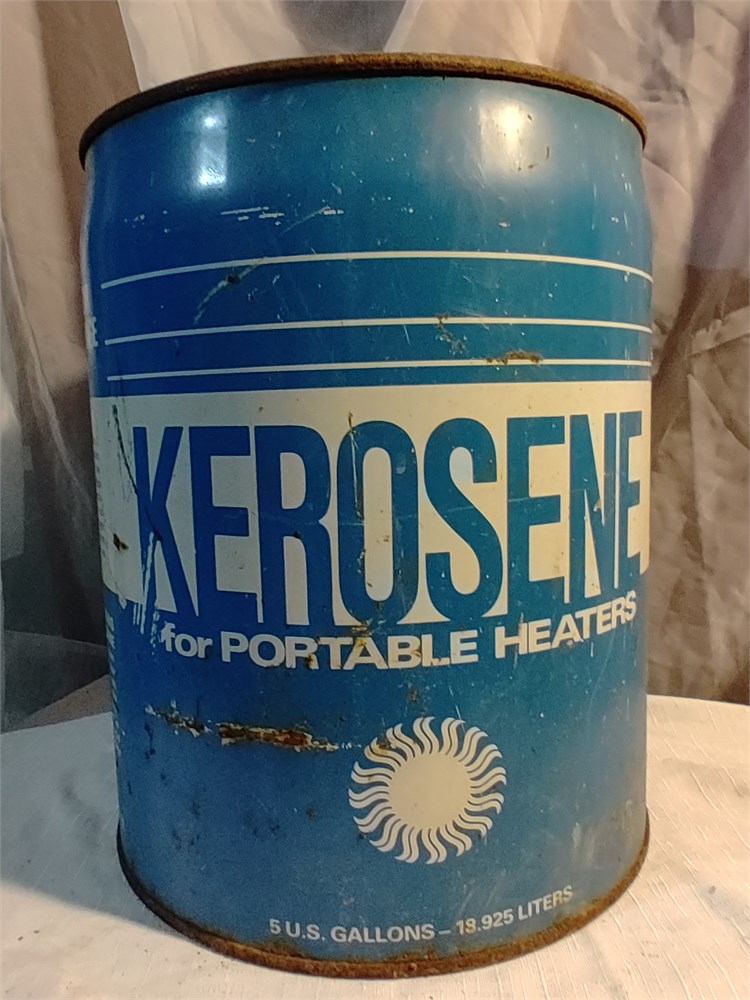 KEROSENE
for PORTABLE HEATERS
5 U.S. GALLONS – 18.925 LITERS